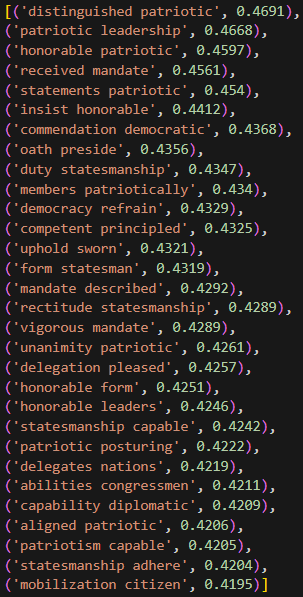 [('distinguished patriotic', 0.4691),
('patriotic leadership', 0.4668),
('honorable patriotic', 0.4597),
('received mandate', 0.4561),
('statements patriotic', 0.454),
('insist honorable', 0.4412),
('commendation democratic', 0.4368),
('oath preside', 0.4356),
('duty statesmanship', 0.4347),
('members patriotically', 0.434),
('democracy refrain', 0.4329),
('competent principled', 0.4325),
('uphold sworn', 0.4321),
('form statesman', 0.4319),
('mandate described', 0.4292),
('rectitude statesmanship', 0.4289),
('vigorous mandate', 0.4289),
('unanimity patriotic', 0.4261),
('delegation pleased', 0.4257),
('honorable form', 0.4251),
('honorable leaders', 0.4246),
('statesmanship capable', 0.4242),
('patriotic posturing', 0.4222),
('delegates nations', 0.4219),
('abilities congressmen', 0.4211),
('capability diplomatic', 0.4209),
('aligned patriotic', 0.4206),
('patriotism capable', 0.4205),
('statesmanship adhere', 0.4204),
('mobilization citizen', 0.4195)]